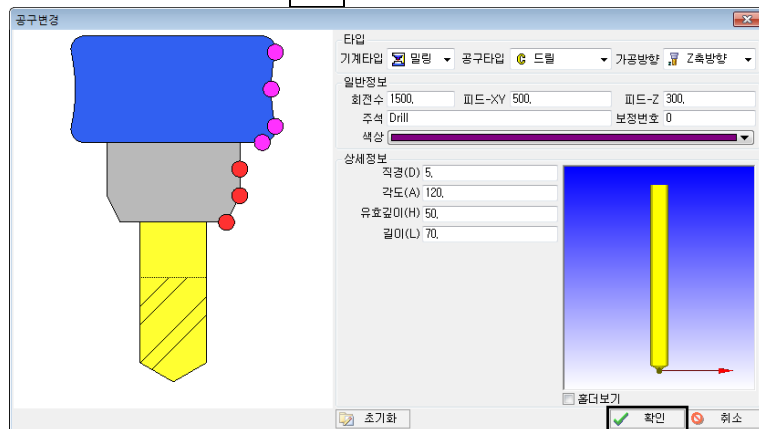 공구변경
타입
기계타입 밀링 공구타입 드릴 가공방향 Z축방향
일반정보
회전수 1500, 피드-XY 500, 피드-Z 300,
주석 Drill 보정번호 0
색상
상세정보
직경(D) 5,
각도(A) 120,
유효길이(H) 50,
길이(L) 70,
홀더보기
초기화 확인 취소